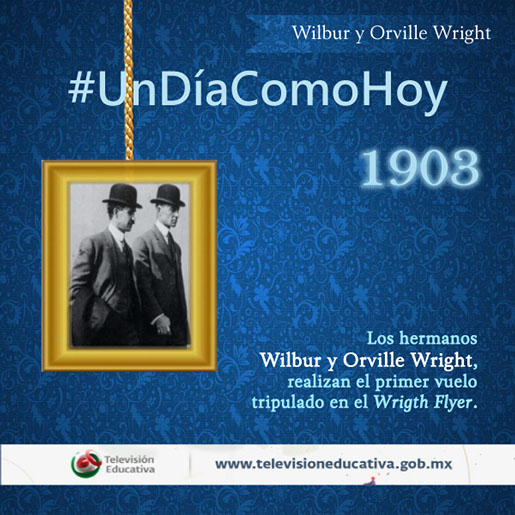 Wilbur y Orville Wright
#UnDíaComoHoy
1903
Los hermanos
Wilbur y Orville Wright,
realizan el primer vuelo
tripulado en el Wrigth Flyer.
Televisión
Educativa
www.televisioneducativa.gob.mx